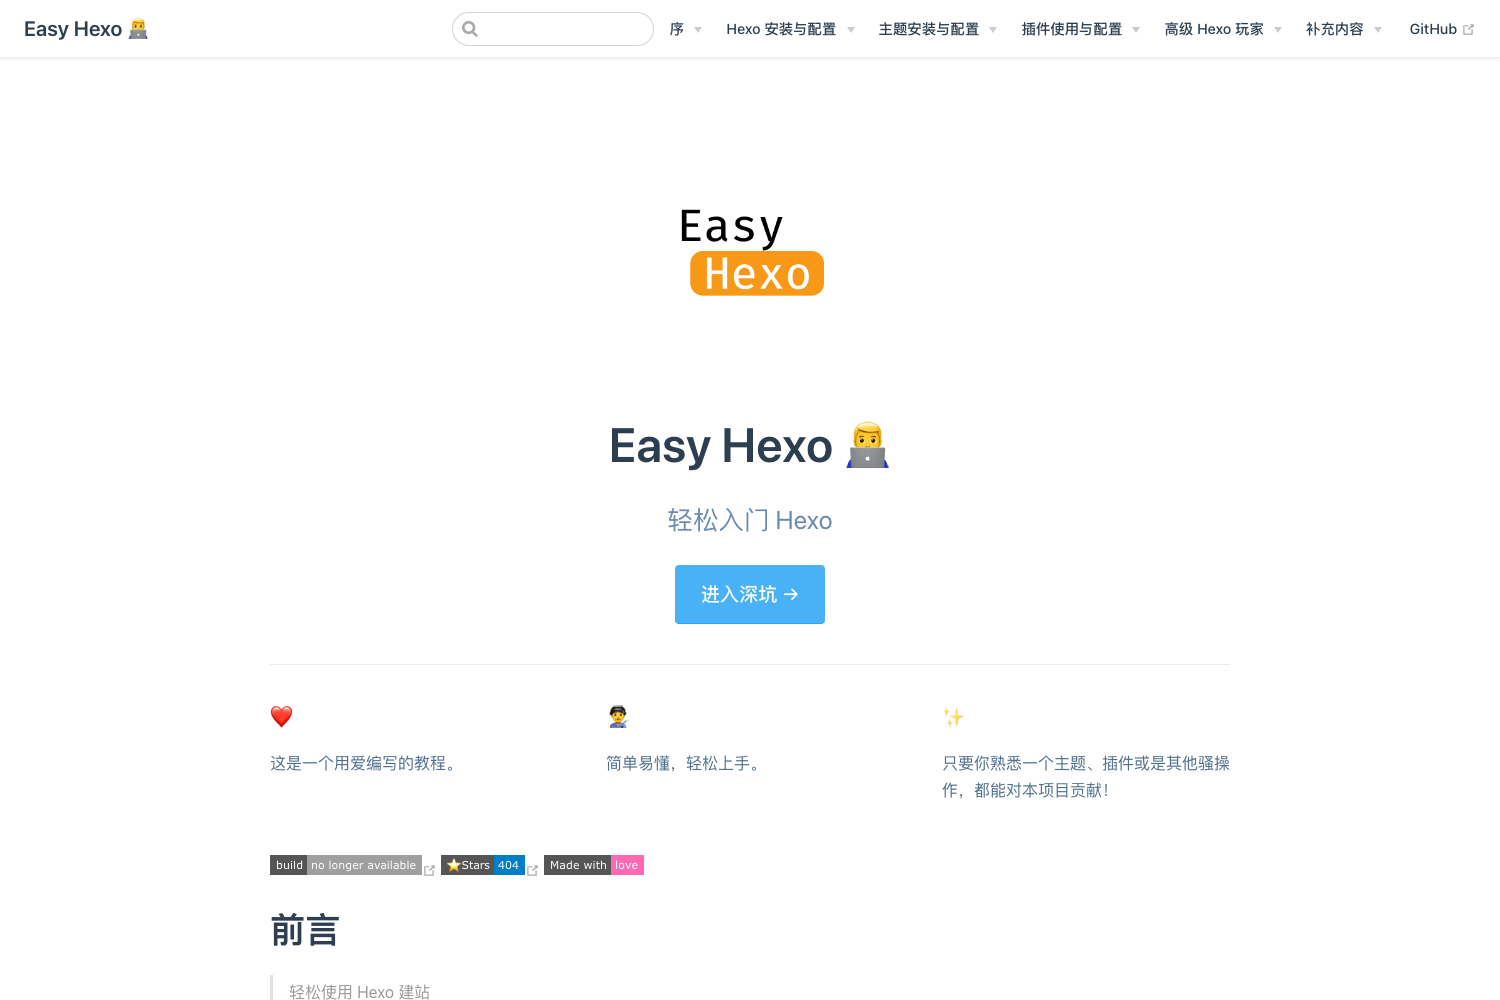 Easy Hexo 👨‍💻
序
Hexo 安装与配置
主题安装与配置
插件使用与配置
高级 Hexo 玩家
补充内容
GitHub
Easy
Hexo
Easy Hexo 👨‍💻
轻松入门 Hexo
进入深坑 →
❤️
👨‍🏭
✨
这是一个用爱编写的教程。
简单易懂，轻松上手。
只要你熟悉一个主题、插件或是其他骚操
作，都能对本项目贡献！
build no longer available
⭐Stars 404
Made with love
前言
轻松使用 Hexo 建站